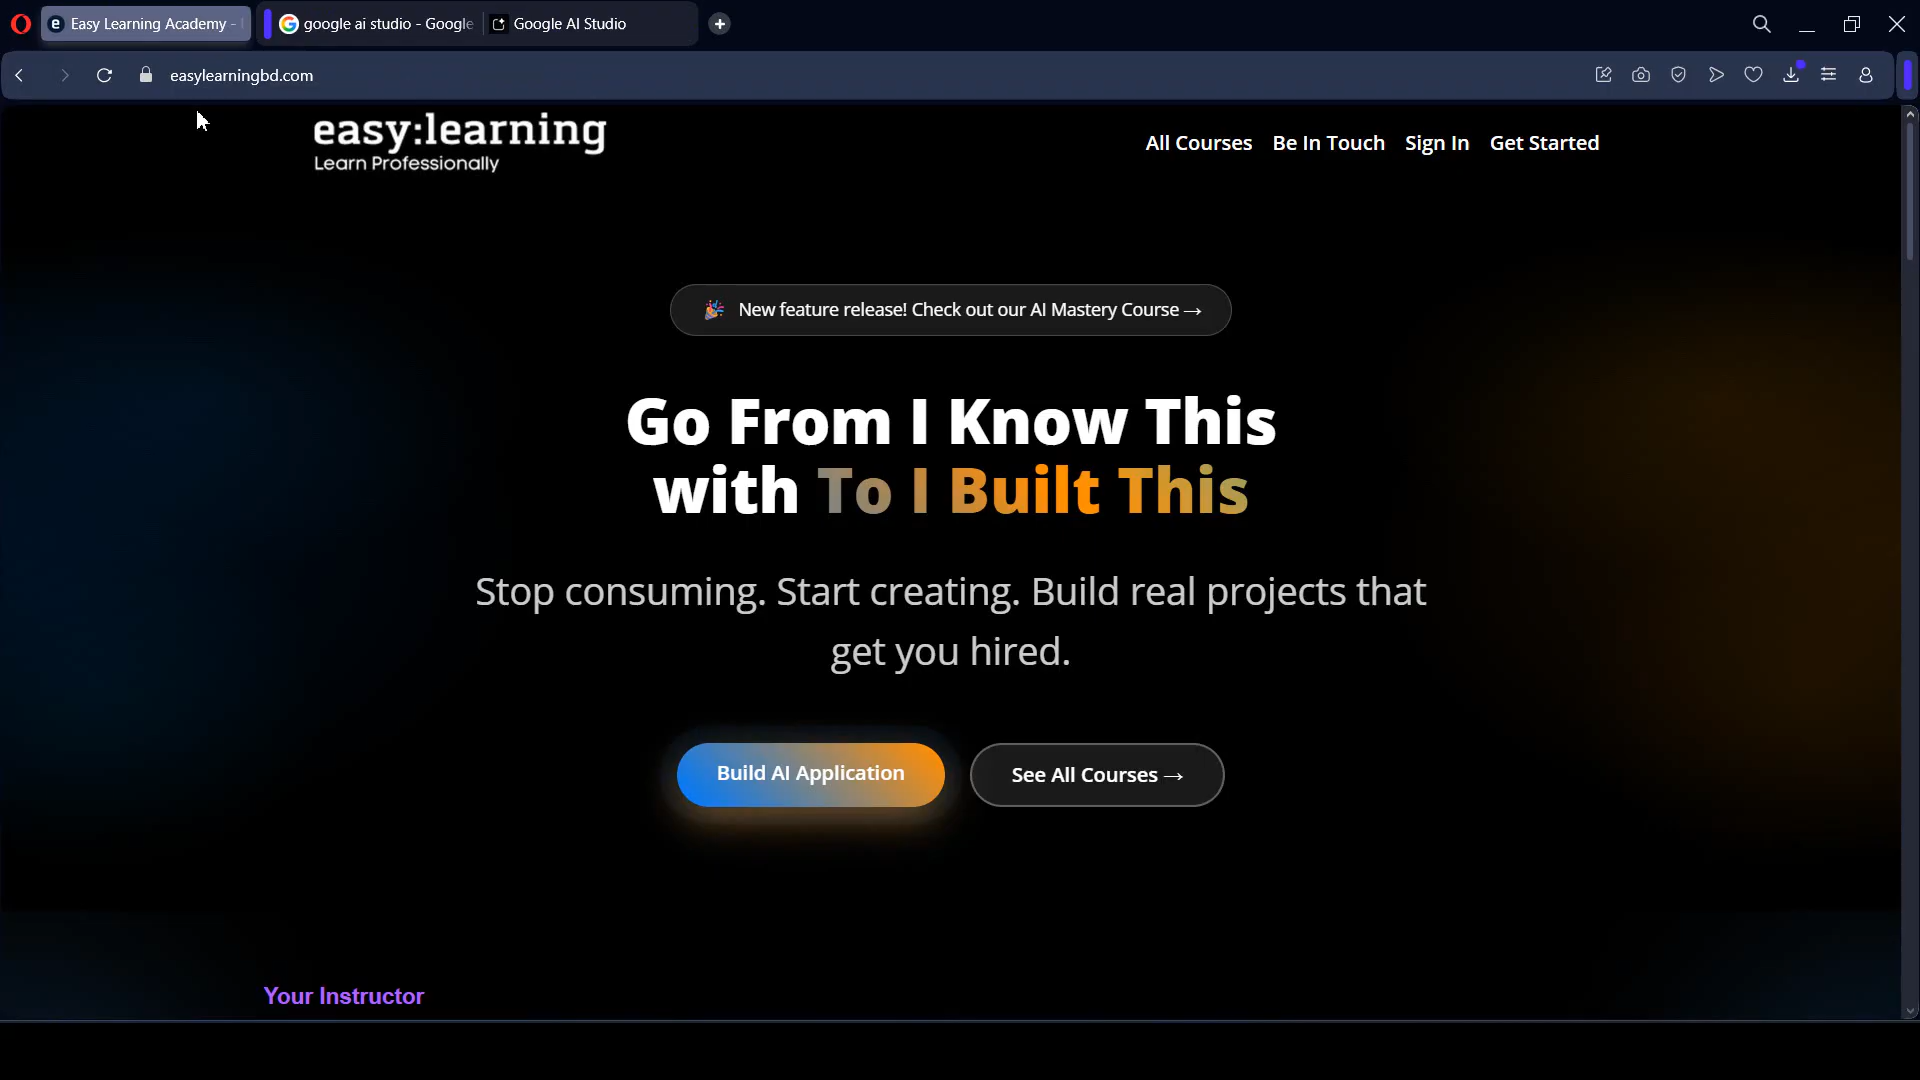 Easy Learning Academy -
google ai studio - Google
Google AI Studio
easylearningbd.com
easy:learning
Learn Professionally
All Courses
Be In Touch
Sign In
Get Started
🎉 New feature release! Check out our AI Mastery Course →
Go From I Know This
with To I Built This
Stop consuming. Start creating. Build real projects that
get you hired.
Build AI Application
See All Courses →
Your Instructor